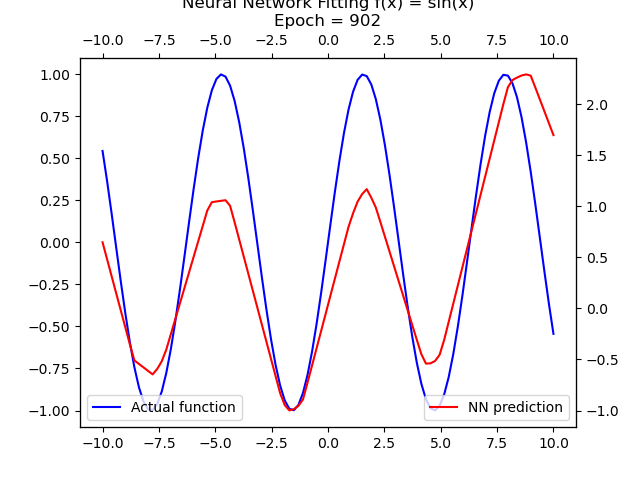 Neural Network Fitting f(x) = sin(x)
Epoch = 902
−10.0 −7.5 −5.0 −2.5 0.0 2.5 5.0 7.5 10.0
1.00
0.75
0.50
0.25
0.00
−0.25
−0.50
−0.75
−1.00
2.0
1.5
1.0
0.5
0.0
−0.5
−1.0
Actual function
NN prediction
−10.0 −7.5 −5.0 −2.5 0.0 2.5 5.0 7.5 10.0